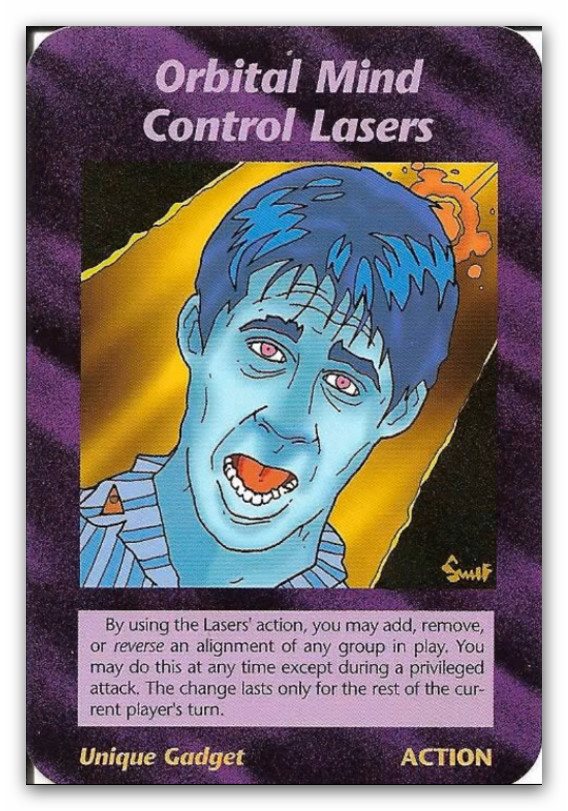 Orbital Mind
Control Lasers
Swif
By using the Lasers' action, you may add, remove,
or reverse an alignment of any group in play. You
may do this at any time except during a privileged
attack. The change lasts only for the rest of the cur-
rent player's turn.
Unique Gadget
ACTION